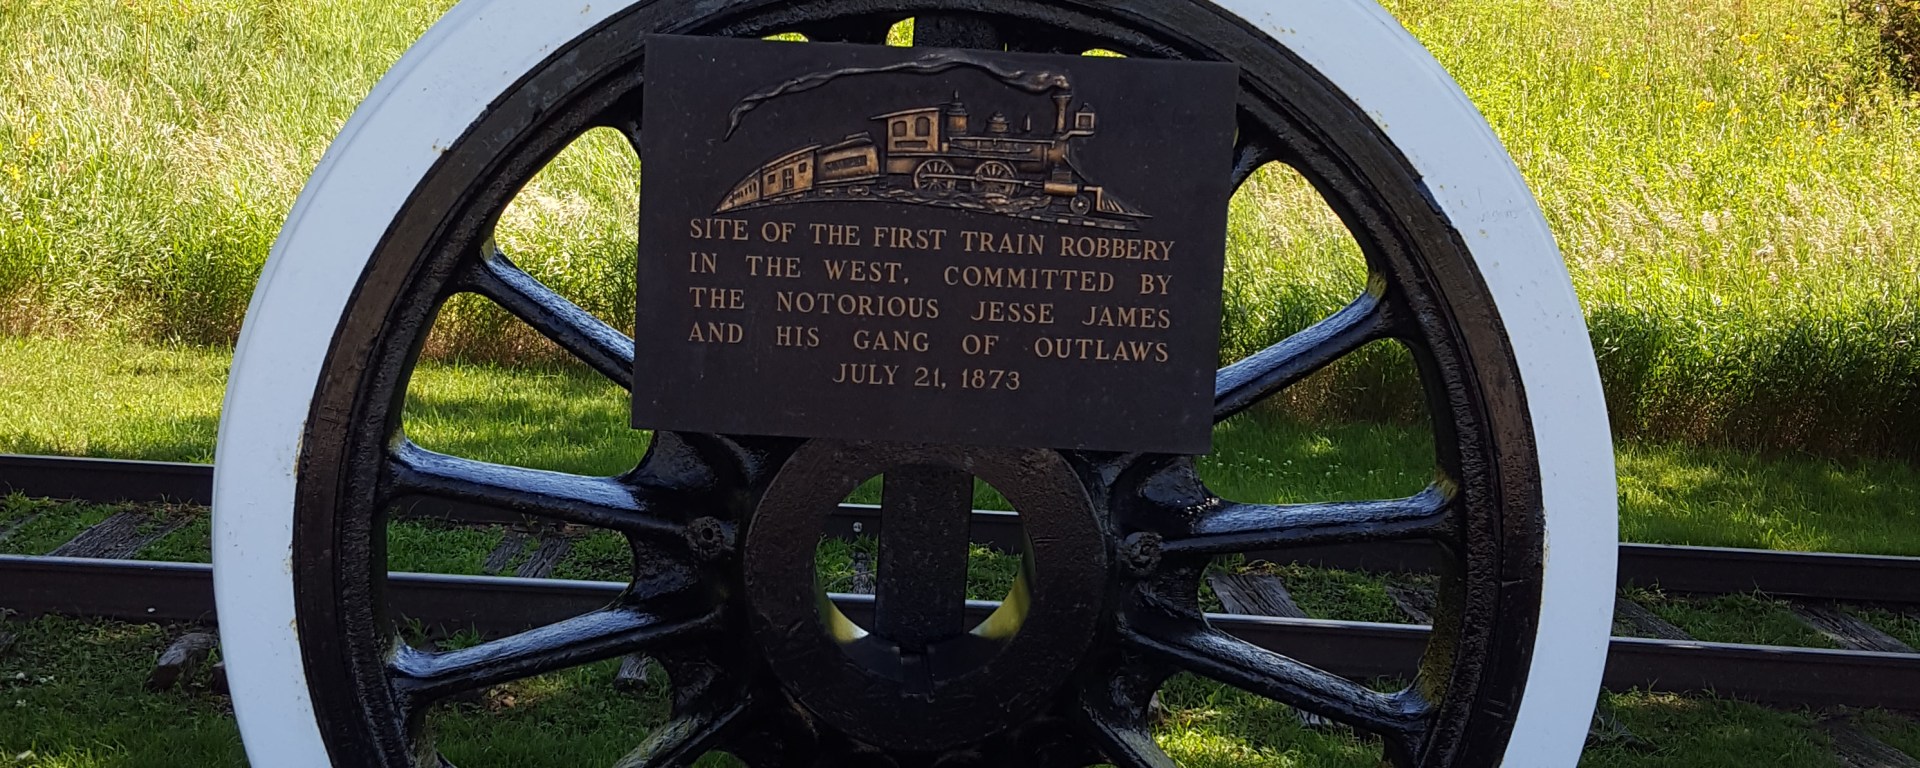 SITE OF THE FIRST TRAIN ROBBERY
IN THE WEST, COMMITTED BY
THE NOTORIOUS JESSE JAMES
AND HIS GANG OF OUTLAWS
JULY 21, 1873